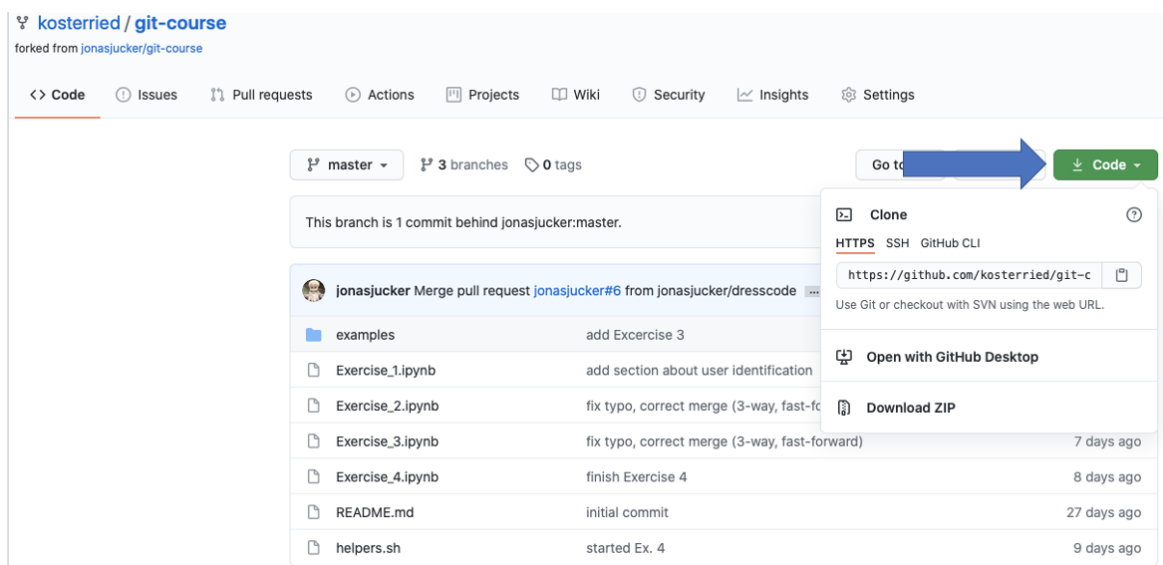 kosterried / git-course
forked from jonasjucker/git-course
<> Code Issues Pull requests Actions Projects Wiki Security Insights Settings
master 3 branches 0 tags Go to Code
This branch is 1 commit behind jonasjucker:master.
Clone
HTTPS SSH GitHub CLI
https://github.com/kosterried/git-c
Use Git or checkout with SVN using the web URL.
Open with GitHub Desktop
Download ZIP
jonasjucker Merge pull request jonasjucker#6 from jonasjucker/dresscode ...
examples add Excercise 3
Exercise_1.ipynb add section about user identification
Exercise_2.ipynb fix typo, correct merge (3-way, fast-fo
Exercise_3.ipynb fix typo, correct merge (3-way, fast-forward) 7 days ago
Exercise_4.ipynb finish Exercise 4 8 days ago
README.md initial commit 27 days ago
helpers.sh started Ex. 4 9 days ago